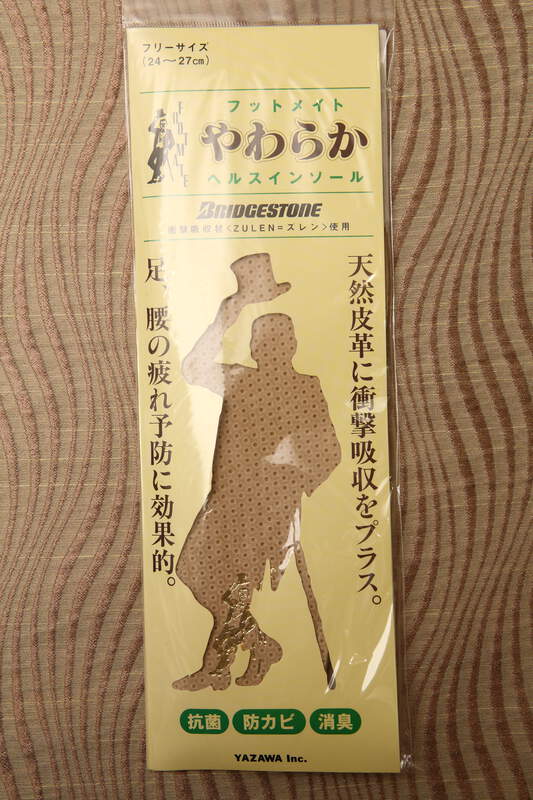 フリーサイズ
(24〜27cm)
フットメイト
やわらか
ヘルスインソール
BRIDGESTONE
衝撃吸収材<ZULEN=ズレン>使用
天然皮革に衝撃吸収をプラス。
足、腰の疲れ予防に効果的。
抗菌 防カビ 消臭
YAZAWA Inc.